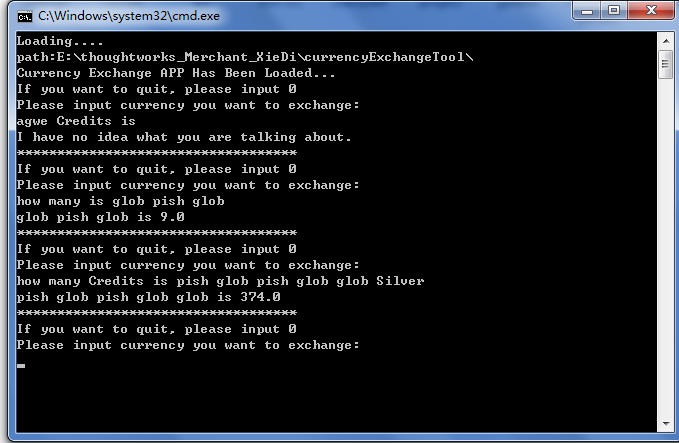 C:\Windows\system32\cmd.exe
Loading....
path:E:\thoughtworks_Merchant_XieDi\currencyExchangeTool\
Currency Exchange APP Has Been Loaded...
If you want to quit, please input 0
Please input currency you want to exchange:
agwe Credits is
I have no idea what you are talking about.
***********************************
If you want to quit, please input 0
Please input currency you want to exchange:
how many is glob pish glob
glob pish glob is 9.0
***********************************
If you want to quit, please input 0
Please input currency you want to exchange:
how many Credits is pish glob pish glob glob Silver
pish glob pish glob glob is 374.0
***********************************
If you want to quit, please input 0
Please input currency you want to exchange: